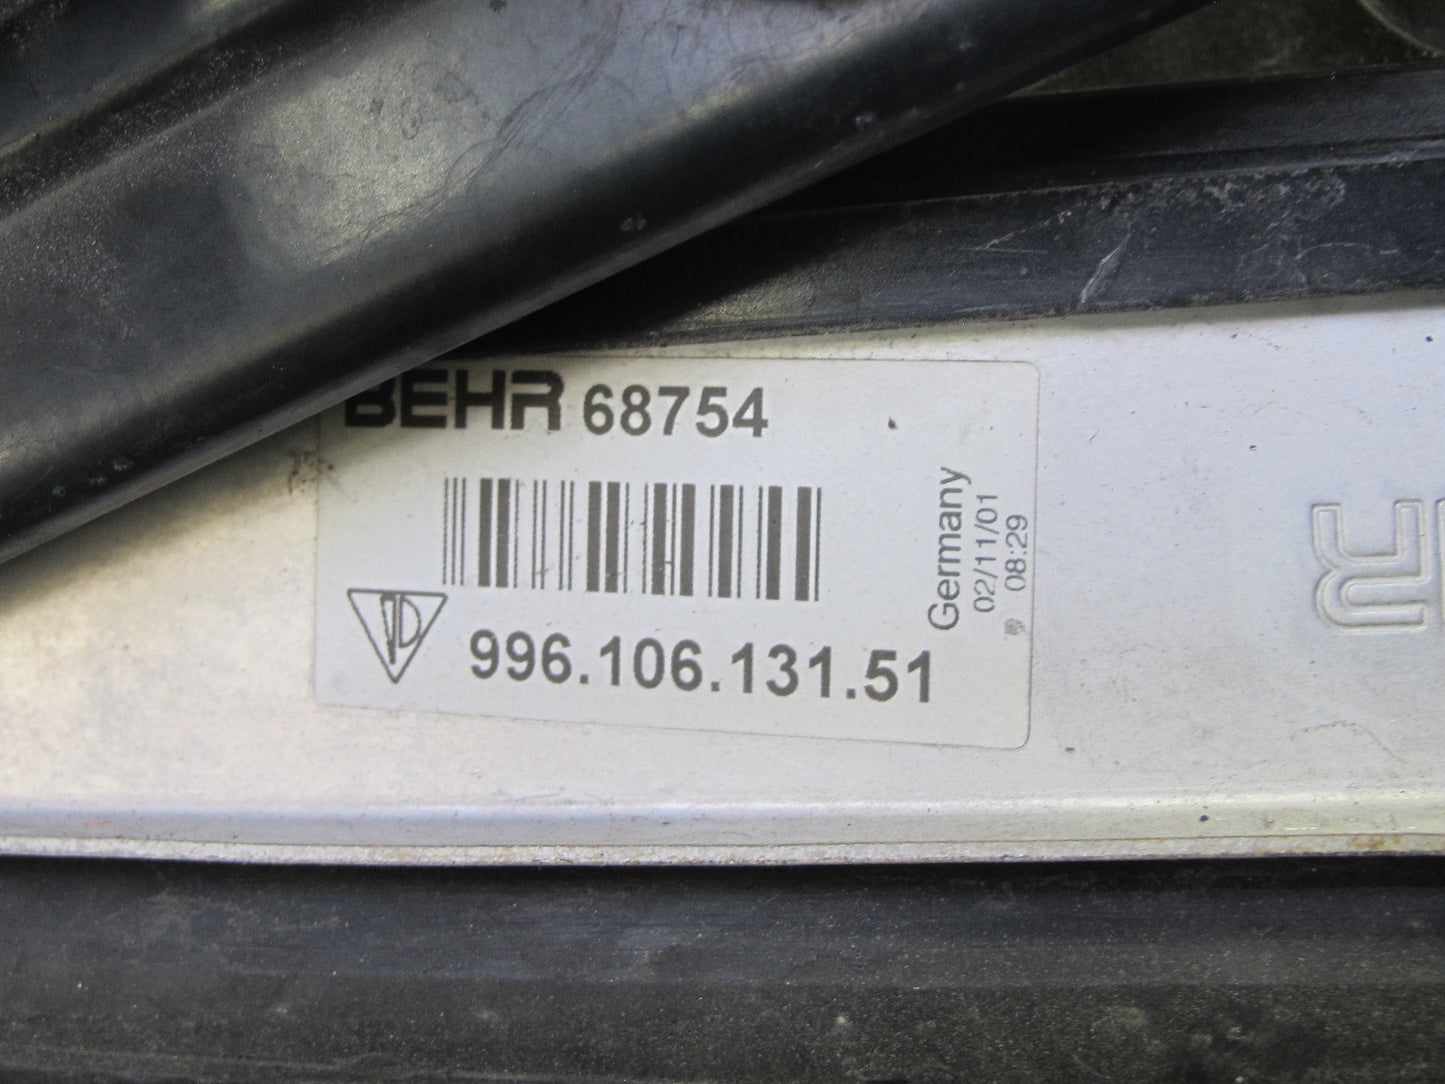 BEHR 68754
Germany
02/11/01
08:29
996.106.131.51